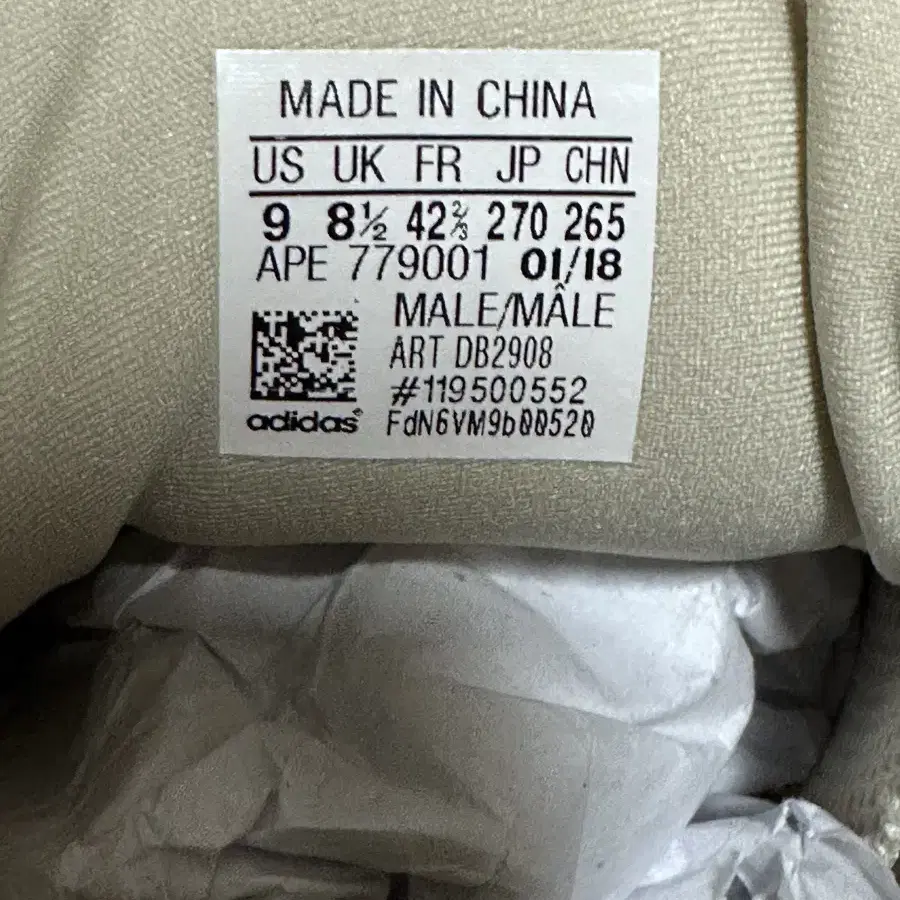 MADE IN CHINA
US UK FR JP CHN
9 8½ 42⅔ 270 265
APE 779001 01/18
MALE/MÂLE
ART DB2908
#119500552
adidas® FdN6VM9b00520